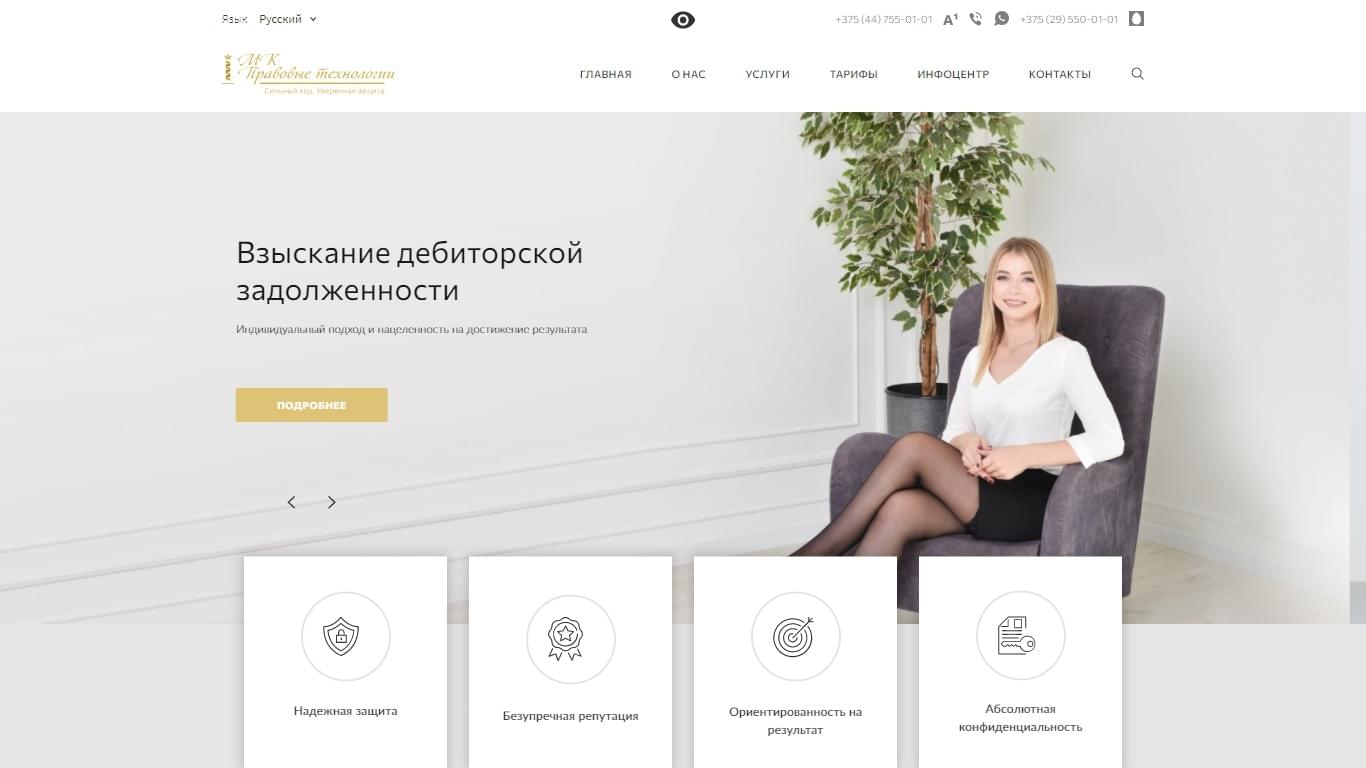 Язык Русский
+375 (44) 755-01-01 A¹ +375 (29) 550-01-01
МК
Правовые технологии
Сильный ход. Уверенная защита
ГЛАВНАЯ О НАС УСЛУГИ ТАРИФЫ ИНФОЦЕНТР КОНТАКТЫ
Взыскание дебиторской
задолженности
Индивидуальный подход и нацеленность на достижение результата
ПОДРОБНЕЕ
Надежная защита
Безупречная репутация
Ориентированность на
результат
Абсолютная
конфиденциальность